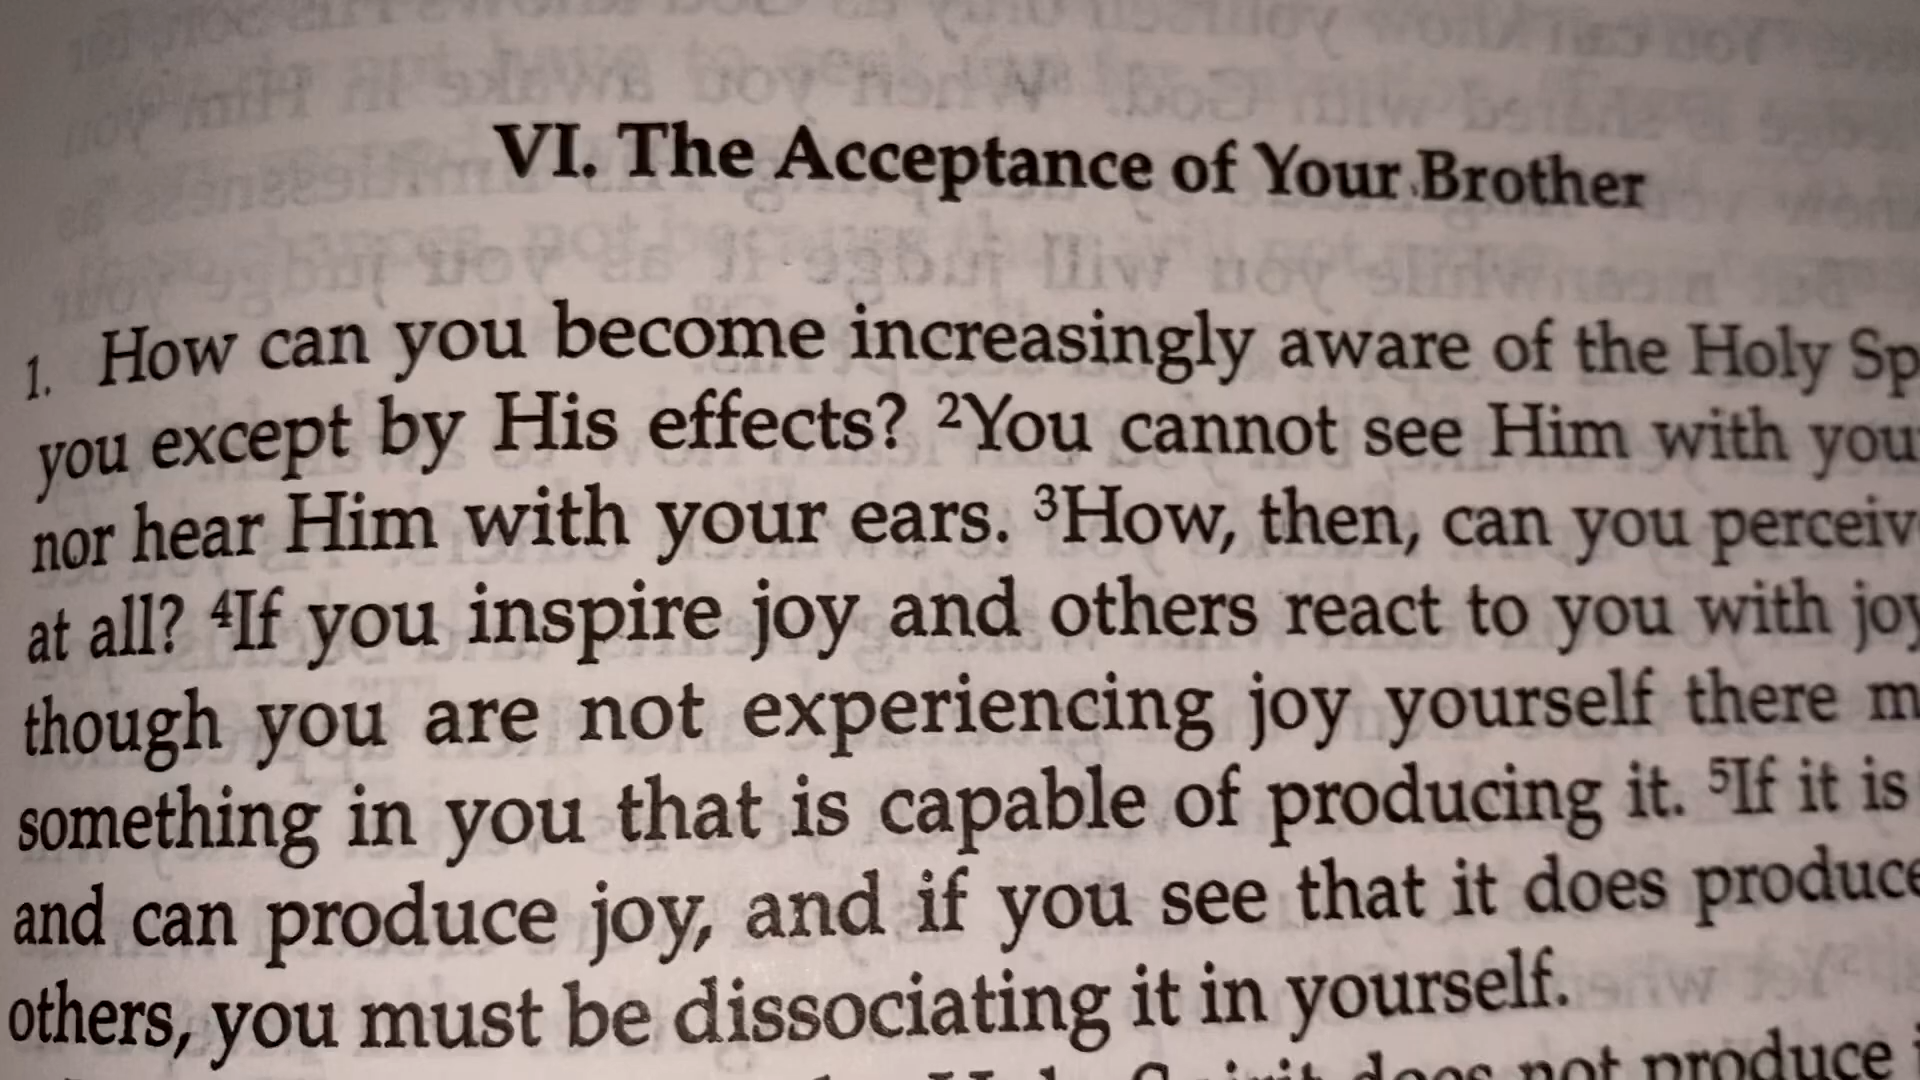 VI. The Acceptance of Your Brother
1. How can you become increasingly aware of the Holy Sp
you except by His effects? ²You cannot see Him with you
nor hear Him with your ears. ³How, then, can you perceiv
at all? ⁴If you inspire joy and others react to you with joy
though you are not experiencing joy yourself there m
something in you that is capable of producing it. ⁵If it is
and can produce joy, and if you see that it does produce
others, you must be dissociating it in yourself.
does not produce